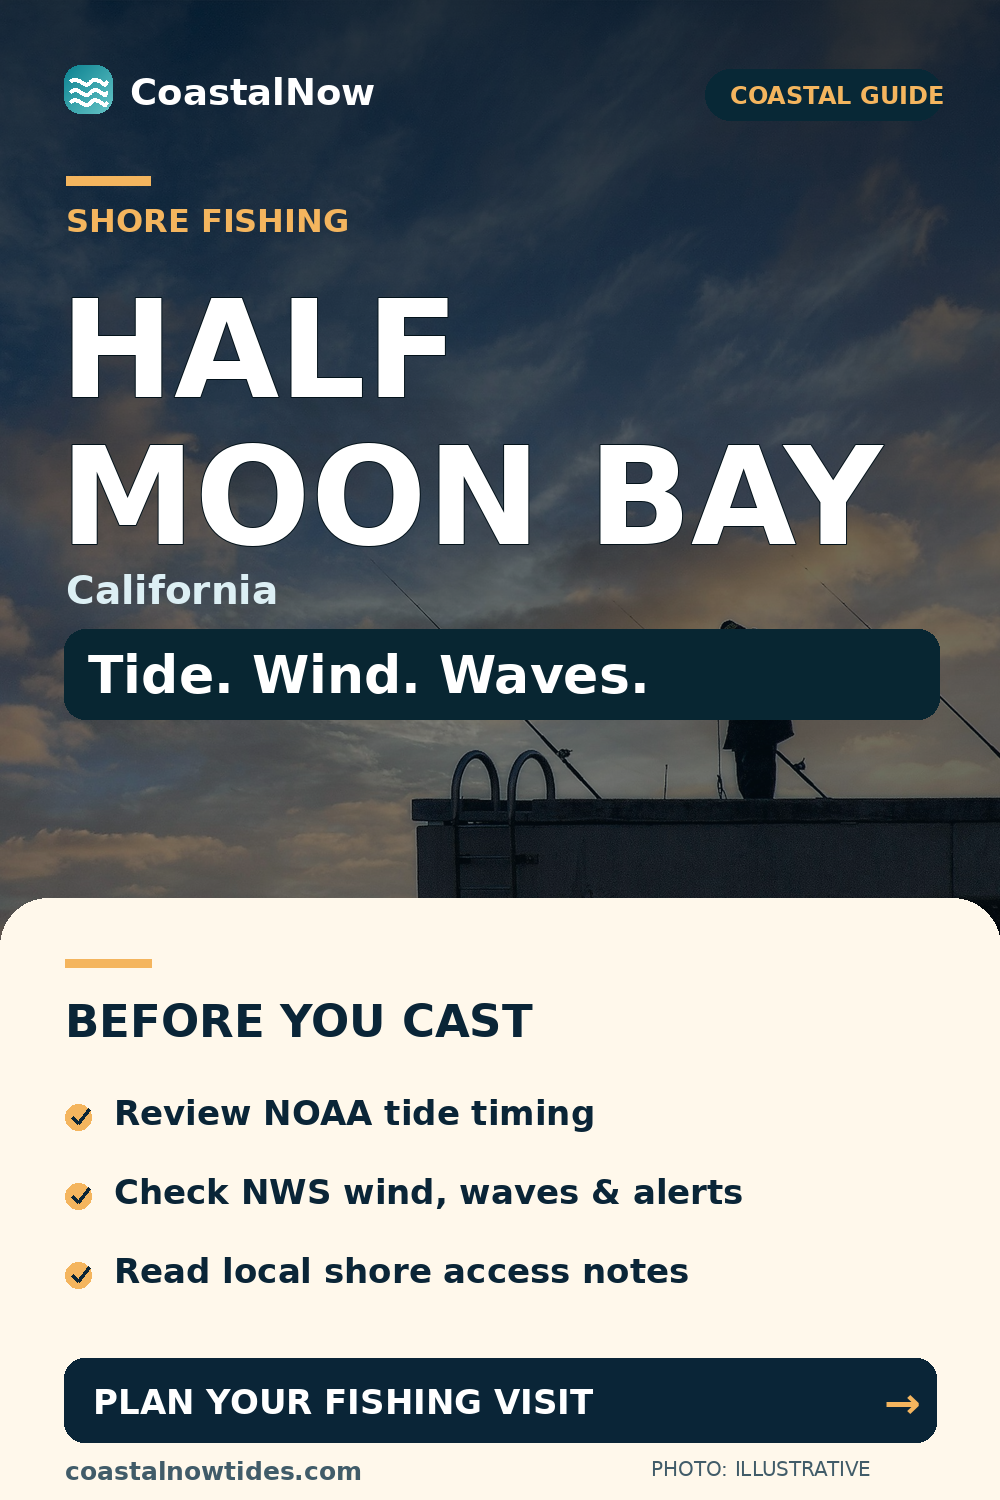 CoastalNow
COASTAL GUIDE
SHORE FISHING
HALF
MOON BAY
California
Tide. Wind. Waves.
BEFORE YOU CAST
Review NOAA tide timing
Check NWS wind, waves & alerts
Read local shore access notes
PLAN YOUR FISHING VISIT →
coastalnowtides.com
PHOTO: ILLUSTRATIVE